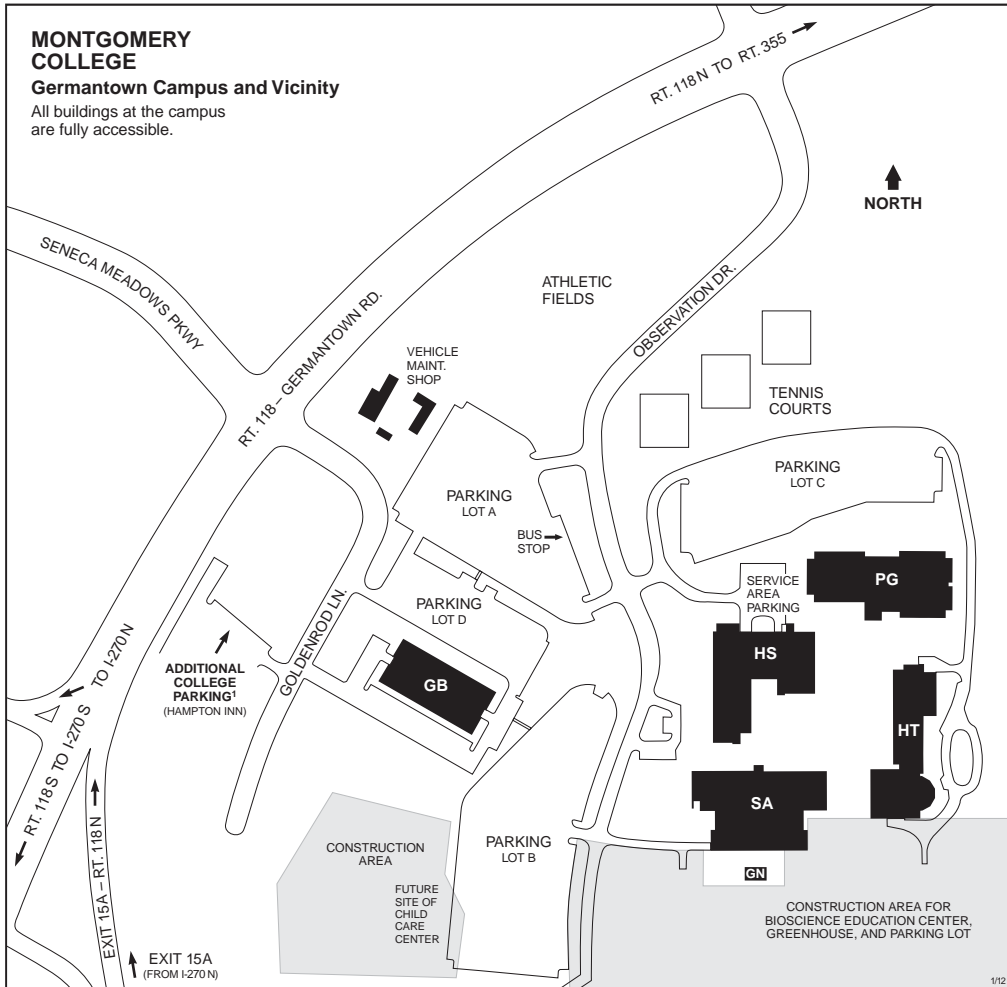 MONTGOMERY
COLLEGE
Germantown Campus and Vicinity
All buildings at the campus
are fully accessible.
RT. 118 N TO RT. 355
NORTH
SENECA MEADOWS PKWY
ATHLETIC
FIELDS
OBSERVATION DR.
RT. 118 – GERMANTOWN RD.
VEHICLE
MAINT.
SHOP
TENNIS
COURTS
PARKING
LOT C
PARKING
LOT A
BUS
STOP
SERVICE
AREA
PARKING
PG
PARKING
LOT D
GOLDENROD LN.
HS
TO I-270 N
ADDITIONAL
COLLEGE
PARKING¹
(HAMPTON INN)
GB
HT
RT. 118 S TO I-270 S
SA
EXIT 15A – RT. 118 N
CONSTRUCTION
AREA
PARKING
LOT B
GN
FUTURE
SITE OF
CHILD
CARE
CENTER
CONSTRUCTION AREA FOR
BIOSCIENCE EDUCATION CENTER,
GREENHOUSE, AND PARKING LOT
EXIT 15A
(FROM I-270 N)
1/12